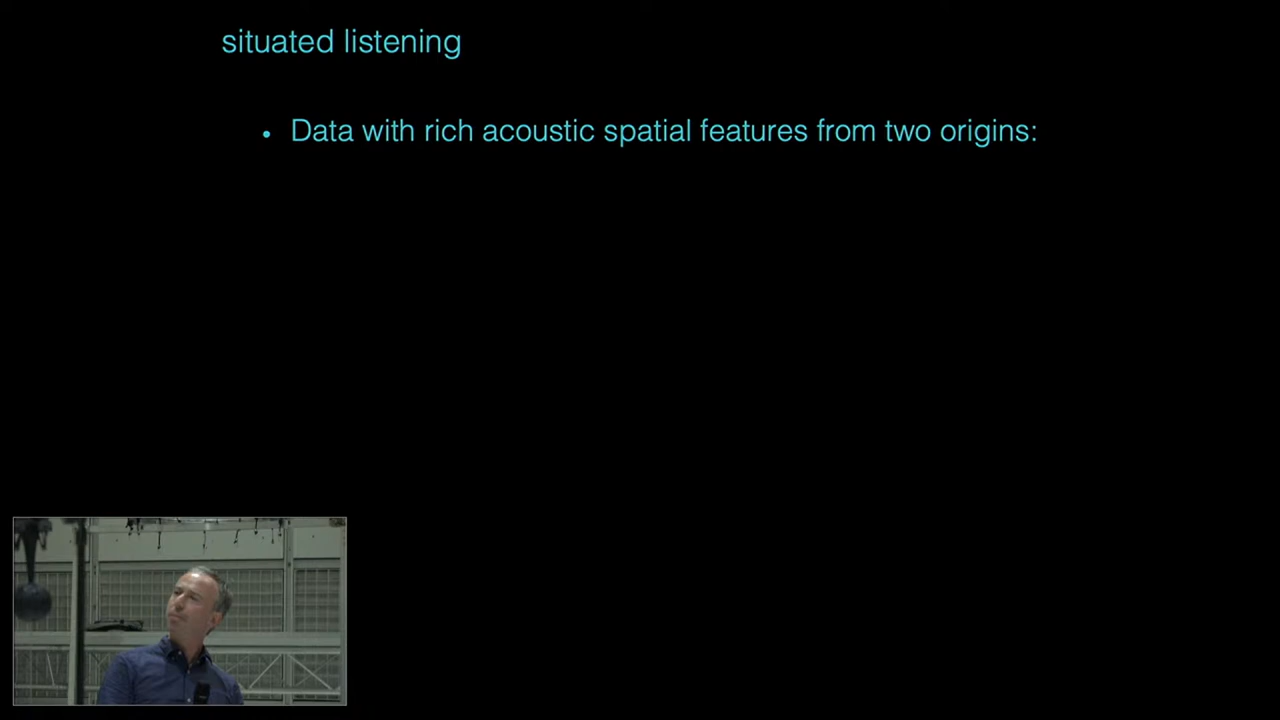 situated listening
• Data with rich acoustic spatial features from two origins: